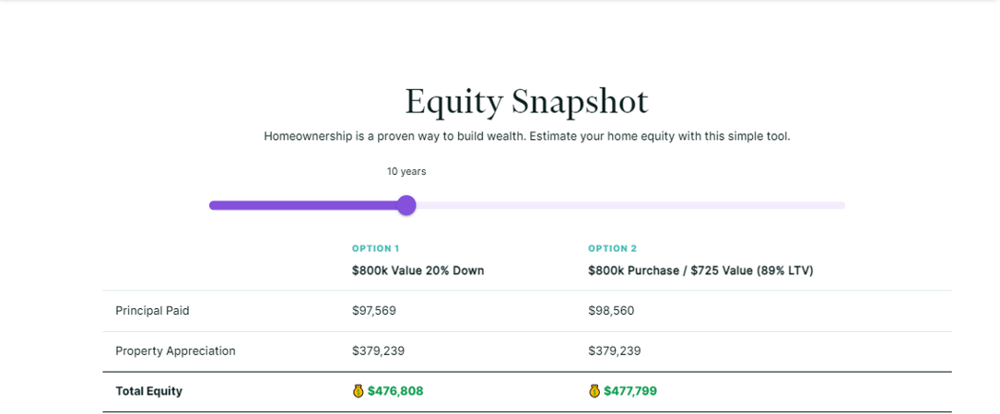 Equity Snapshot
Homeownership is a proven way to build wealth. Estimate your home equity with this simple tool.
10 years
OPTION 1 OPTION 2
$800k Value 20% Down $800k Purchase / $725 Value (89% LTV)
Principal Paid $97,569 $98,560
Property Appreciation $379,239 $379,239
Total Equity $476,808 $477,799